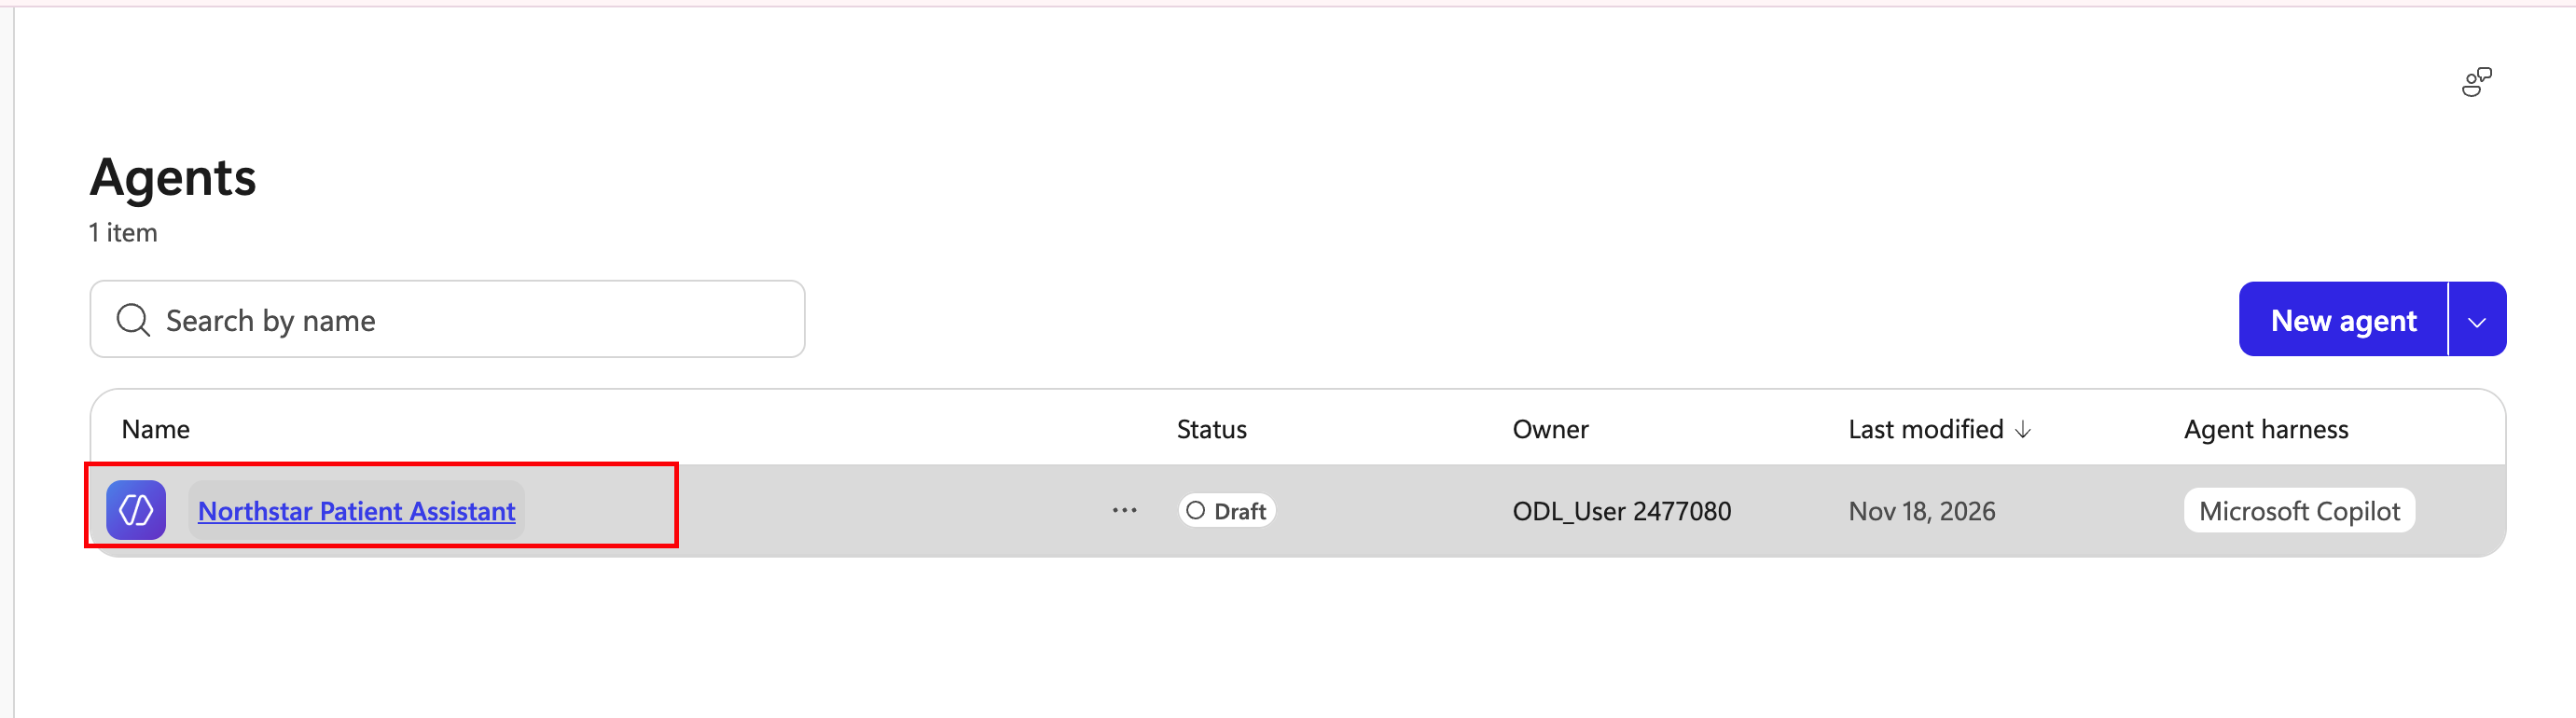 Agents
1 item
Search by name
New agent
Name Status Owner Last modified ↓ Agent harness
Northstar Patient Assistant ... Draft ODL_User 2477080 Nov 18, 2026 Microsoft Copilot